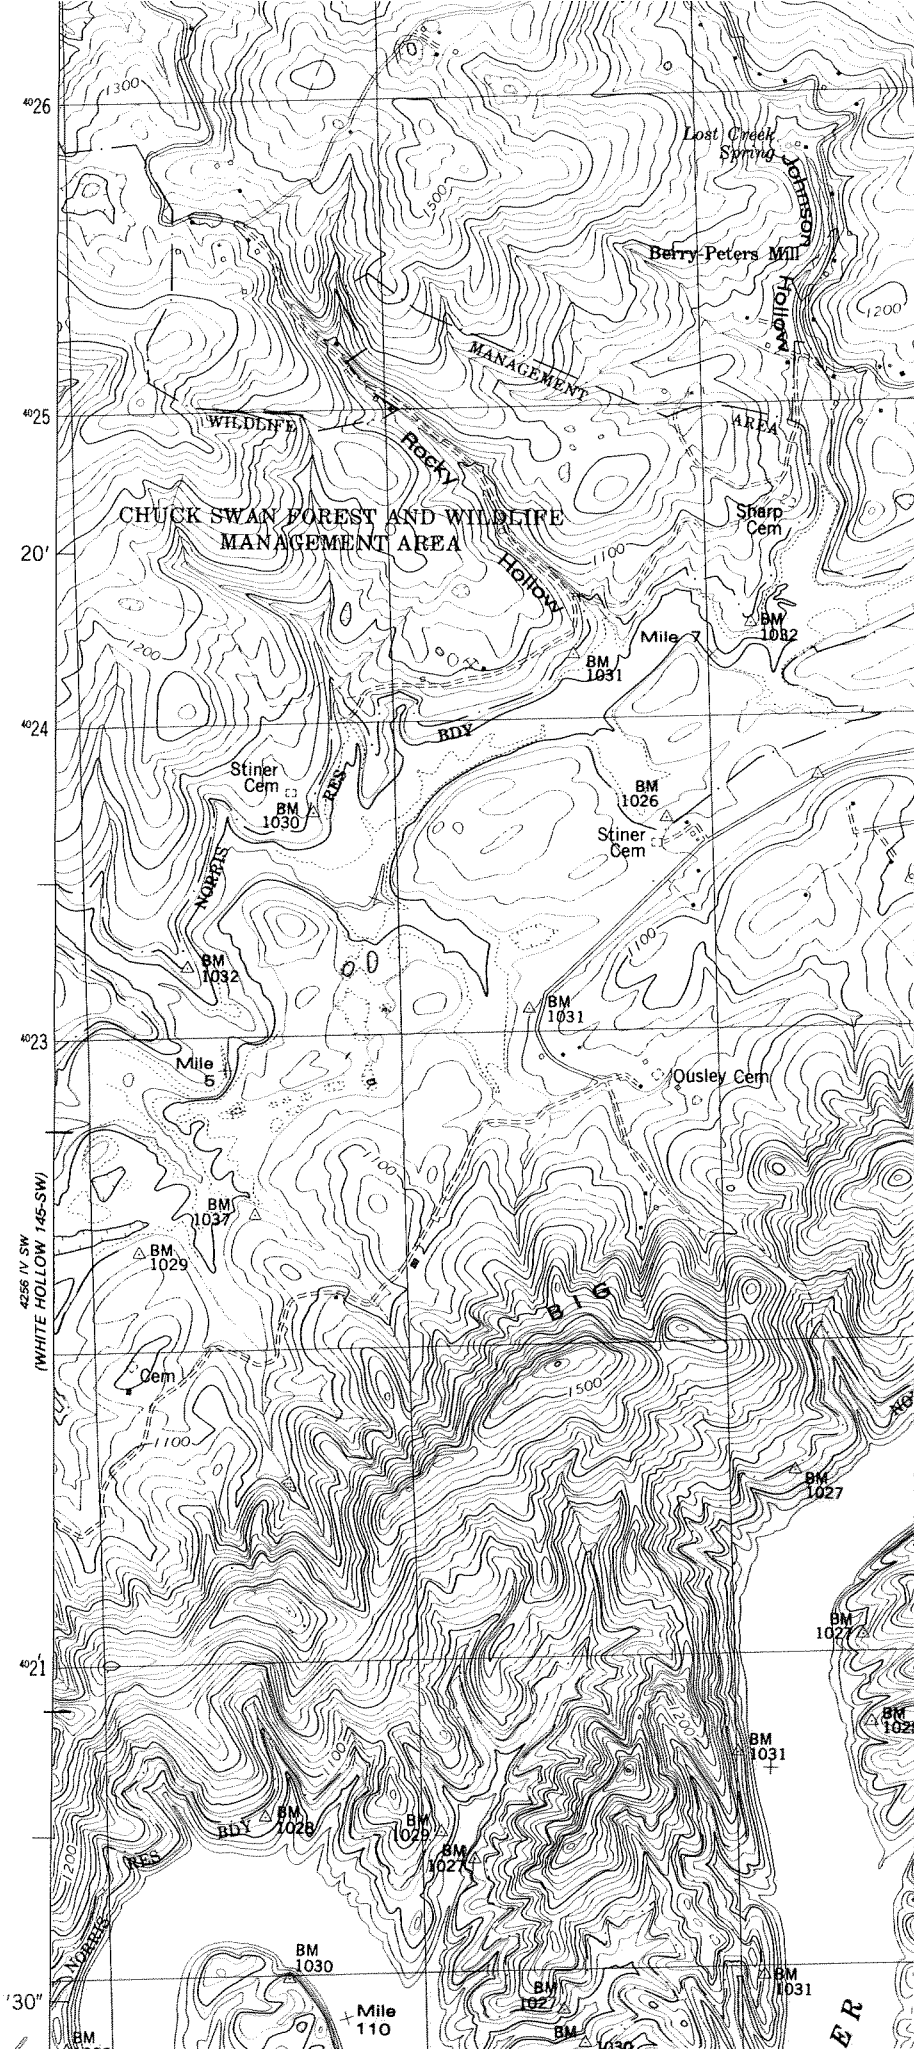 1300
4026
Lost Creek
Spring
Johnson
Hollow
1500
Berry-Peters Mill
1200
MANAGEMENT
4025
WILDLIFE
AREA
Rocky
Hollow
CHUCK SWAN FOREST AND WILDLIFE
MANAGEMENT AREA
Sharp
Cem
20'
1100
BM
1032
Mile 7
1200
BM
1031
4024
BDY
Stiner
Cem
RES
BM
1030
BM
1026
Stiner
Cem
NORRIS
1100
BM
1032
BM
1031
4023
Mile
5
Ousley Cem
1100
BM
1037
BM
1029
4256 IV SW
(WHITE HOLLOW 145-SW)
BIG
Cem
1500
1100
BM
1027
BM
1027
4021
1200
BM
BM
1031
1100
BM
1028
BDY
BM
1029
RES
BM
1027
1200
NORRIS
BM
1030
BM
1031
'30"
BM
1027
Mile
110
BM
1030
BM
ER